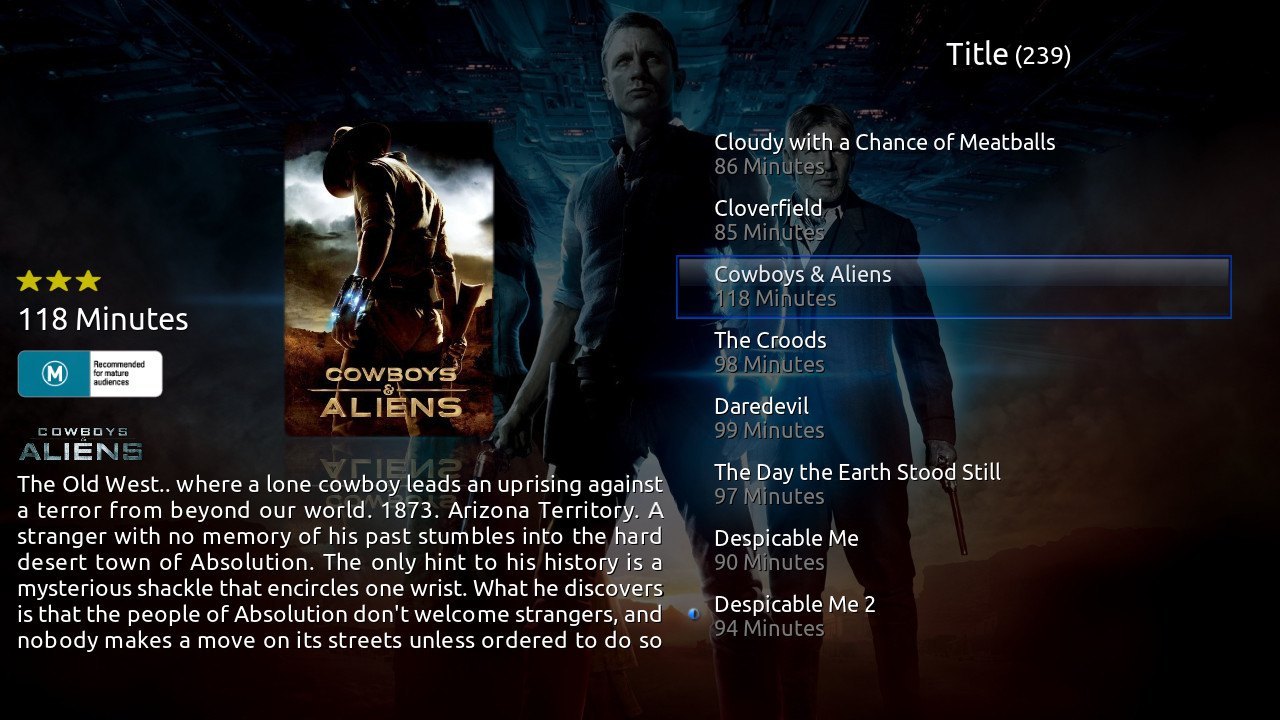 Title (239)
Cloudy with a Chance of Meatballs
86 Minutes
Cloverfield
85 Minutes
Cowboys & Aliens
118 Minutes
The Croods
98 Minutes
Daredevil
99 Minutes
The Day the Earth Stood Still
97 Minutes
Despicable Me
90 Minutes
Despicable Me 2
94 Minutes
COWBOYS
&
ALIENS
118 Minutes
M
Recommended
for mature
audiences
COWBOYS
&
ALIENS
The Old West.. where a lone cowboy leads an uprising against
a terror from beyond our world. 1873. Arizona Territory. A
stranger with no memory of his past stumbles into the hard
desert town of Absolution. The only hint to his history is a
mysterious shackle that encircles one wrist. What he discovers
is that the people of Absolution don't welcome strangers, and
nobody makes a move on its streets unless ordered to do so